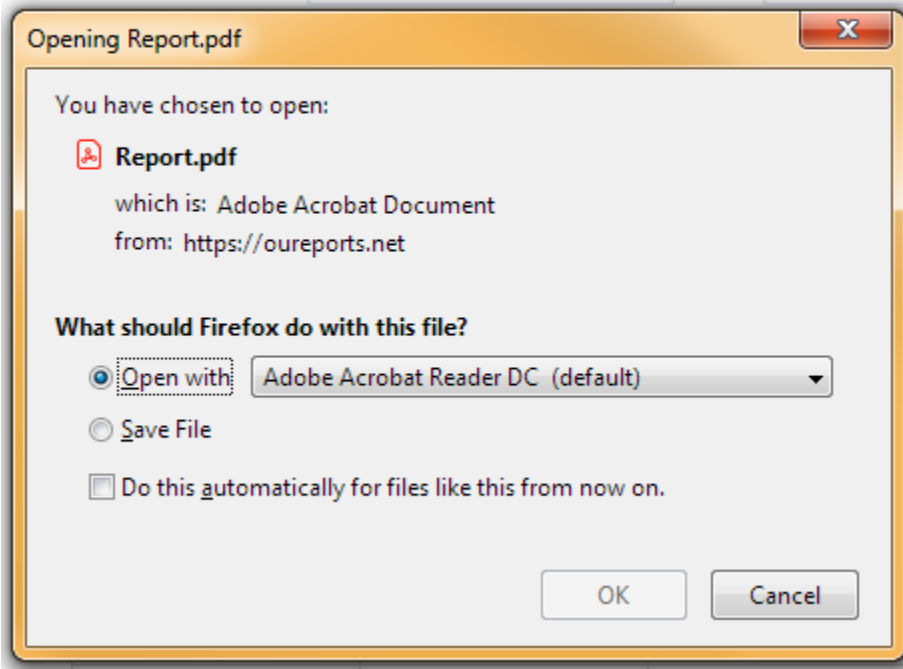 Opening Report.pdf
You have chosen to open:
Report.pdf
which is: Adobe Acrobat Document
from: https://oureports.net
What should Firefox do with this file?
Open with Adobe Acrobat Reader DC (default)
Save File
Do this automatically for files like this from now on.
OK Cancel